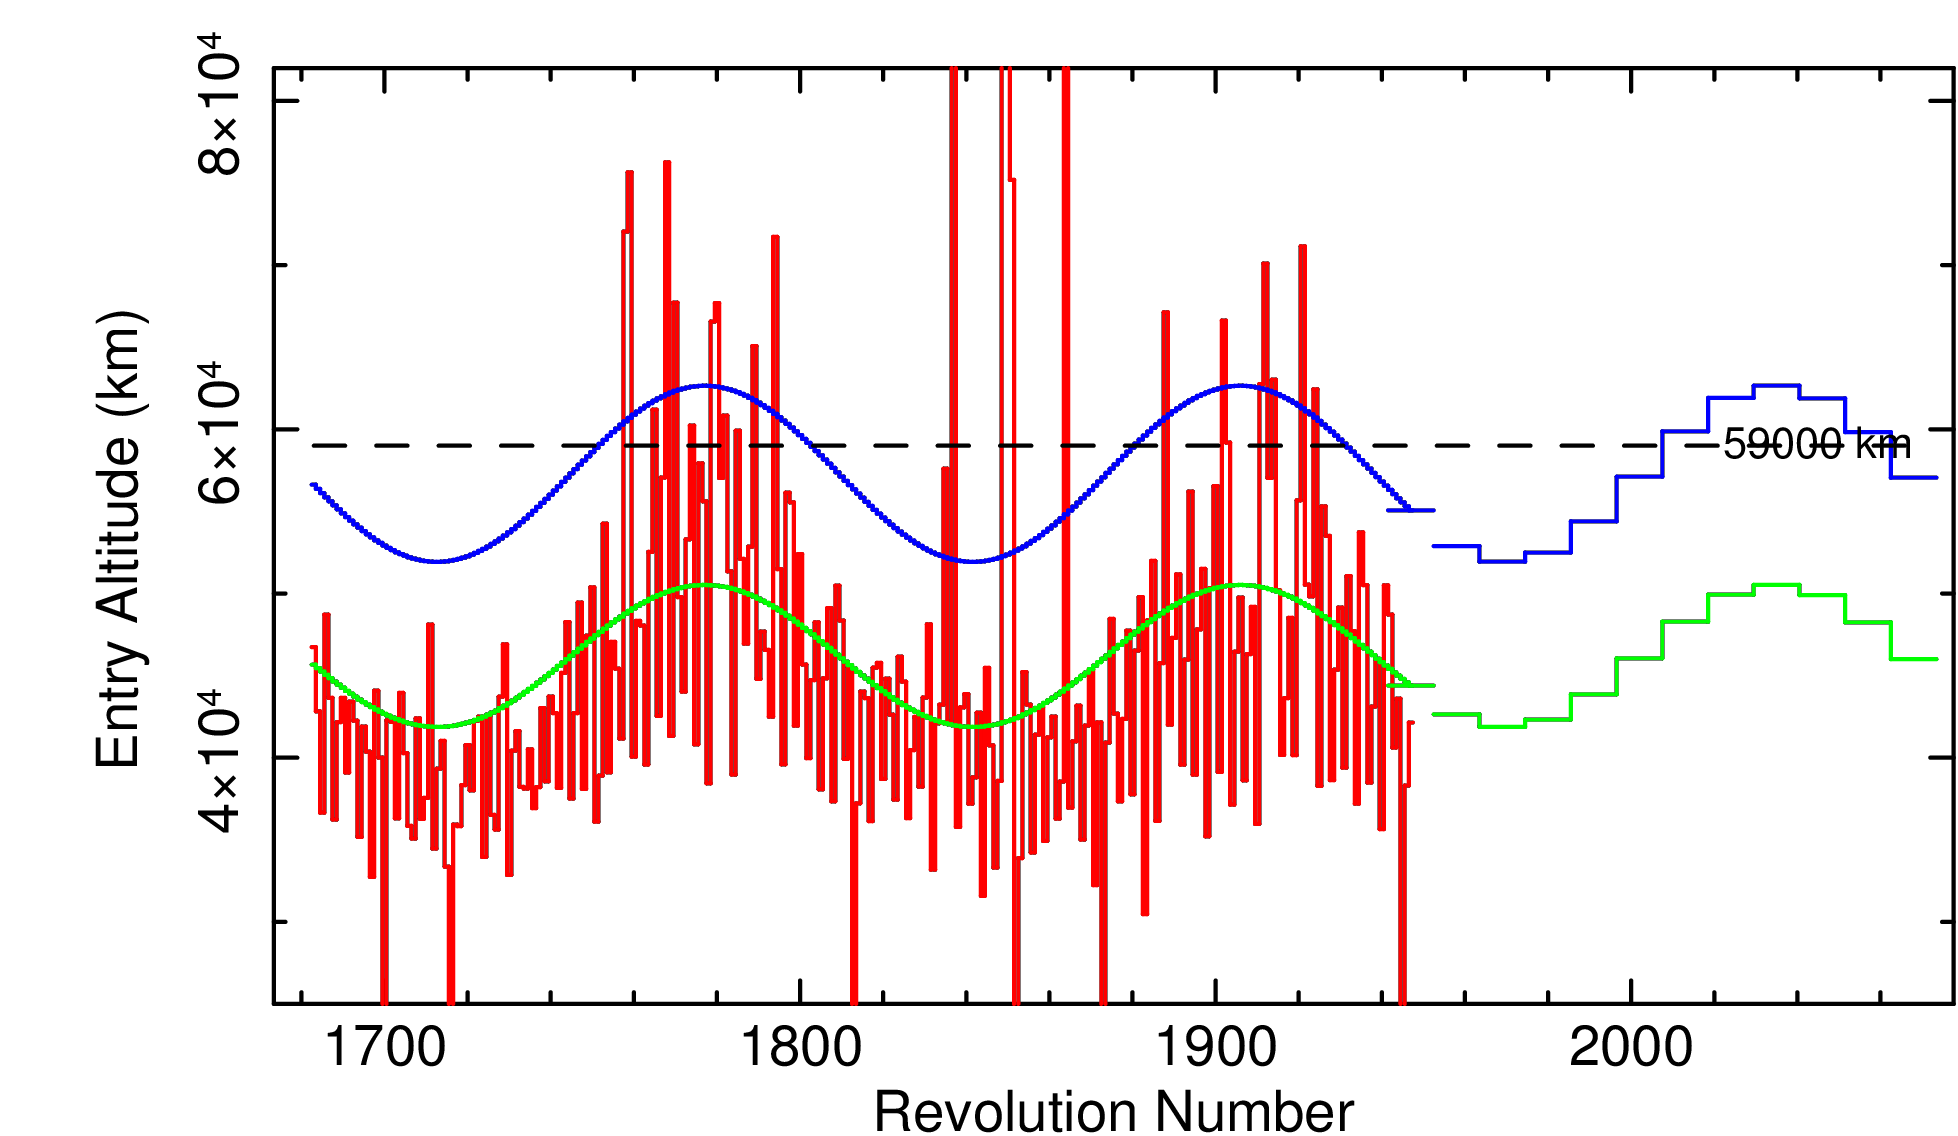 8×10⁴
6×10⁴
4×10⁴
Entry Altitude (km)
59000 km
1700 1800 1900 2000
Revolution Number